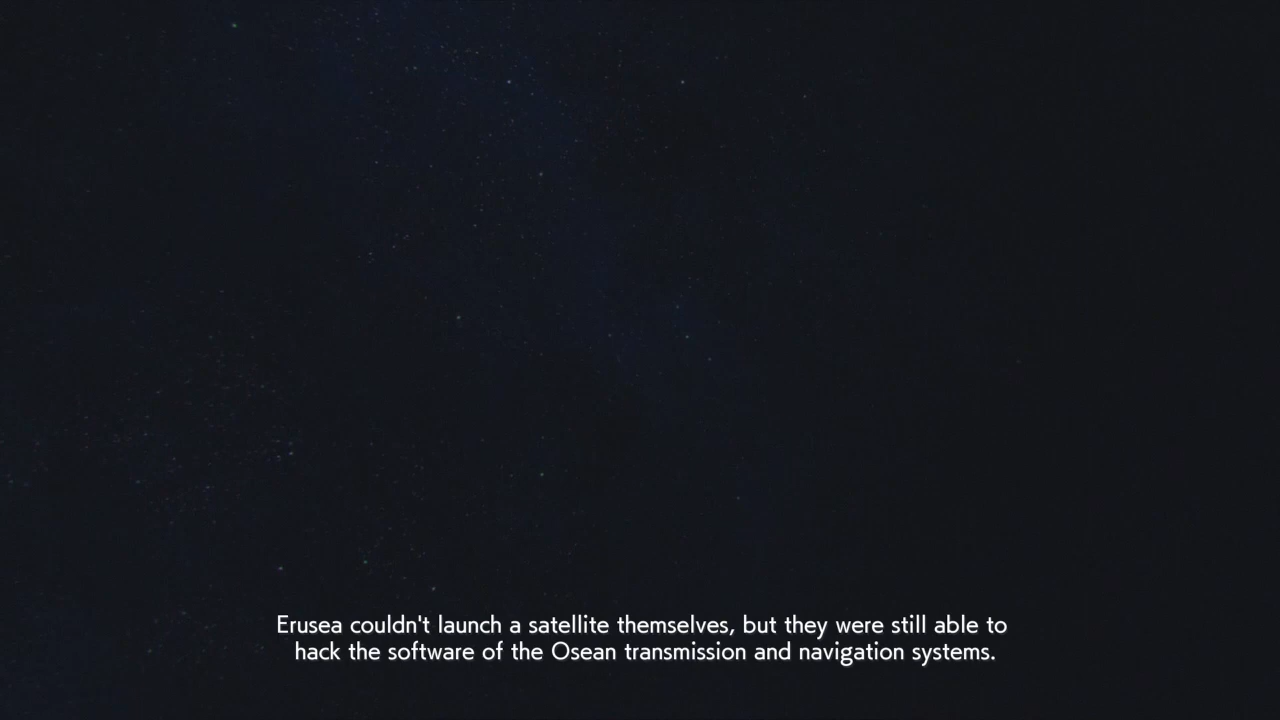 Erusea couldn't launch a satellite themselves, but they were still able to
hack the software of the Osean transmission and navigation systems.